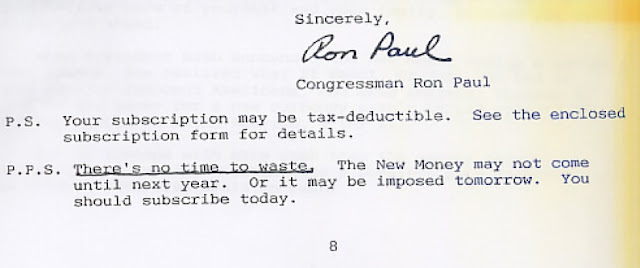 Sincerely,
Ron Paul
Congressman Ron Paul
P.S. Your subscription may be tax-deductible. See the enclosed
subscription form for details.
P.P.S. There's no time to waste. The New Money may not come
until next year. Or it may be imposed tomorrow. You
should subscribe today.
8